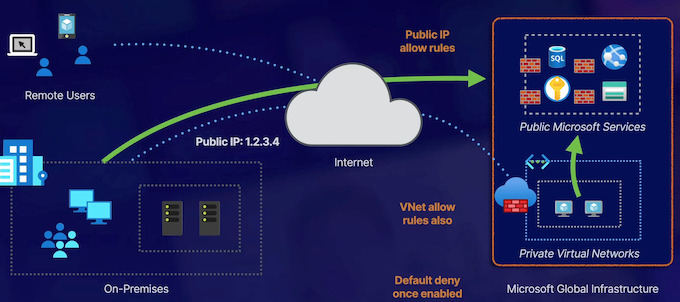 Public IP
allow rules
SQL
Remote Users
Public Microsoft Services
Public IP: 1.2.3.4
Internet
VNet allow
rules also
Private Virtual Networks
Default deny
once enabled
On-Premises
Microsoft Global Infrastructure